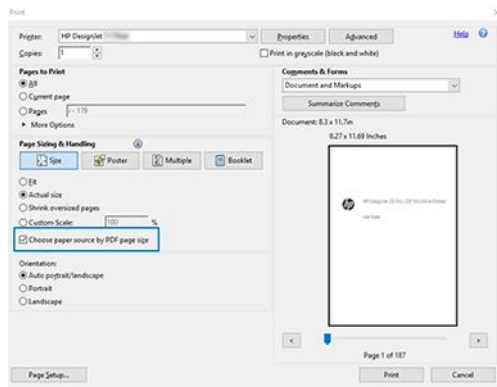 Print
Printer: HP DesignJet
Properties
Advanced
Help
Copies: 1
Print in grayscale (black and white)
Pages to Print
All
Current page
Pages
- 179
More Options
Page Sizing & Handling
Size
Poster
Multiple
Booklet
Fit
Actual size
Shrink oversized pages
Custom Scale: 100 %
Choose paper source by PDF page size
Orientation:
Auto portrait/landscape
Portrait
Landscape
Comments & Forms
Document and Markups
Summarize Comments
Document: 8.3 x 11.7in
8.27 x 11.69 Inches
hp
Page 1 of 187
Page Setup...
Print
Cancel